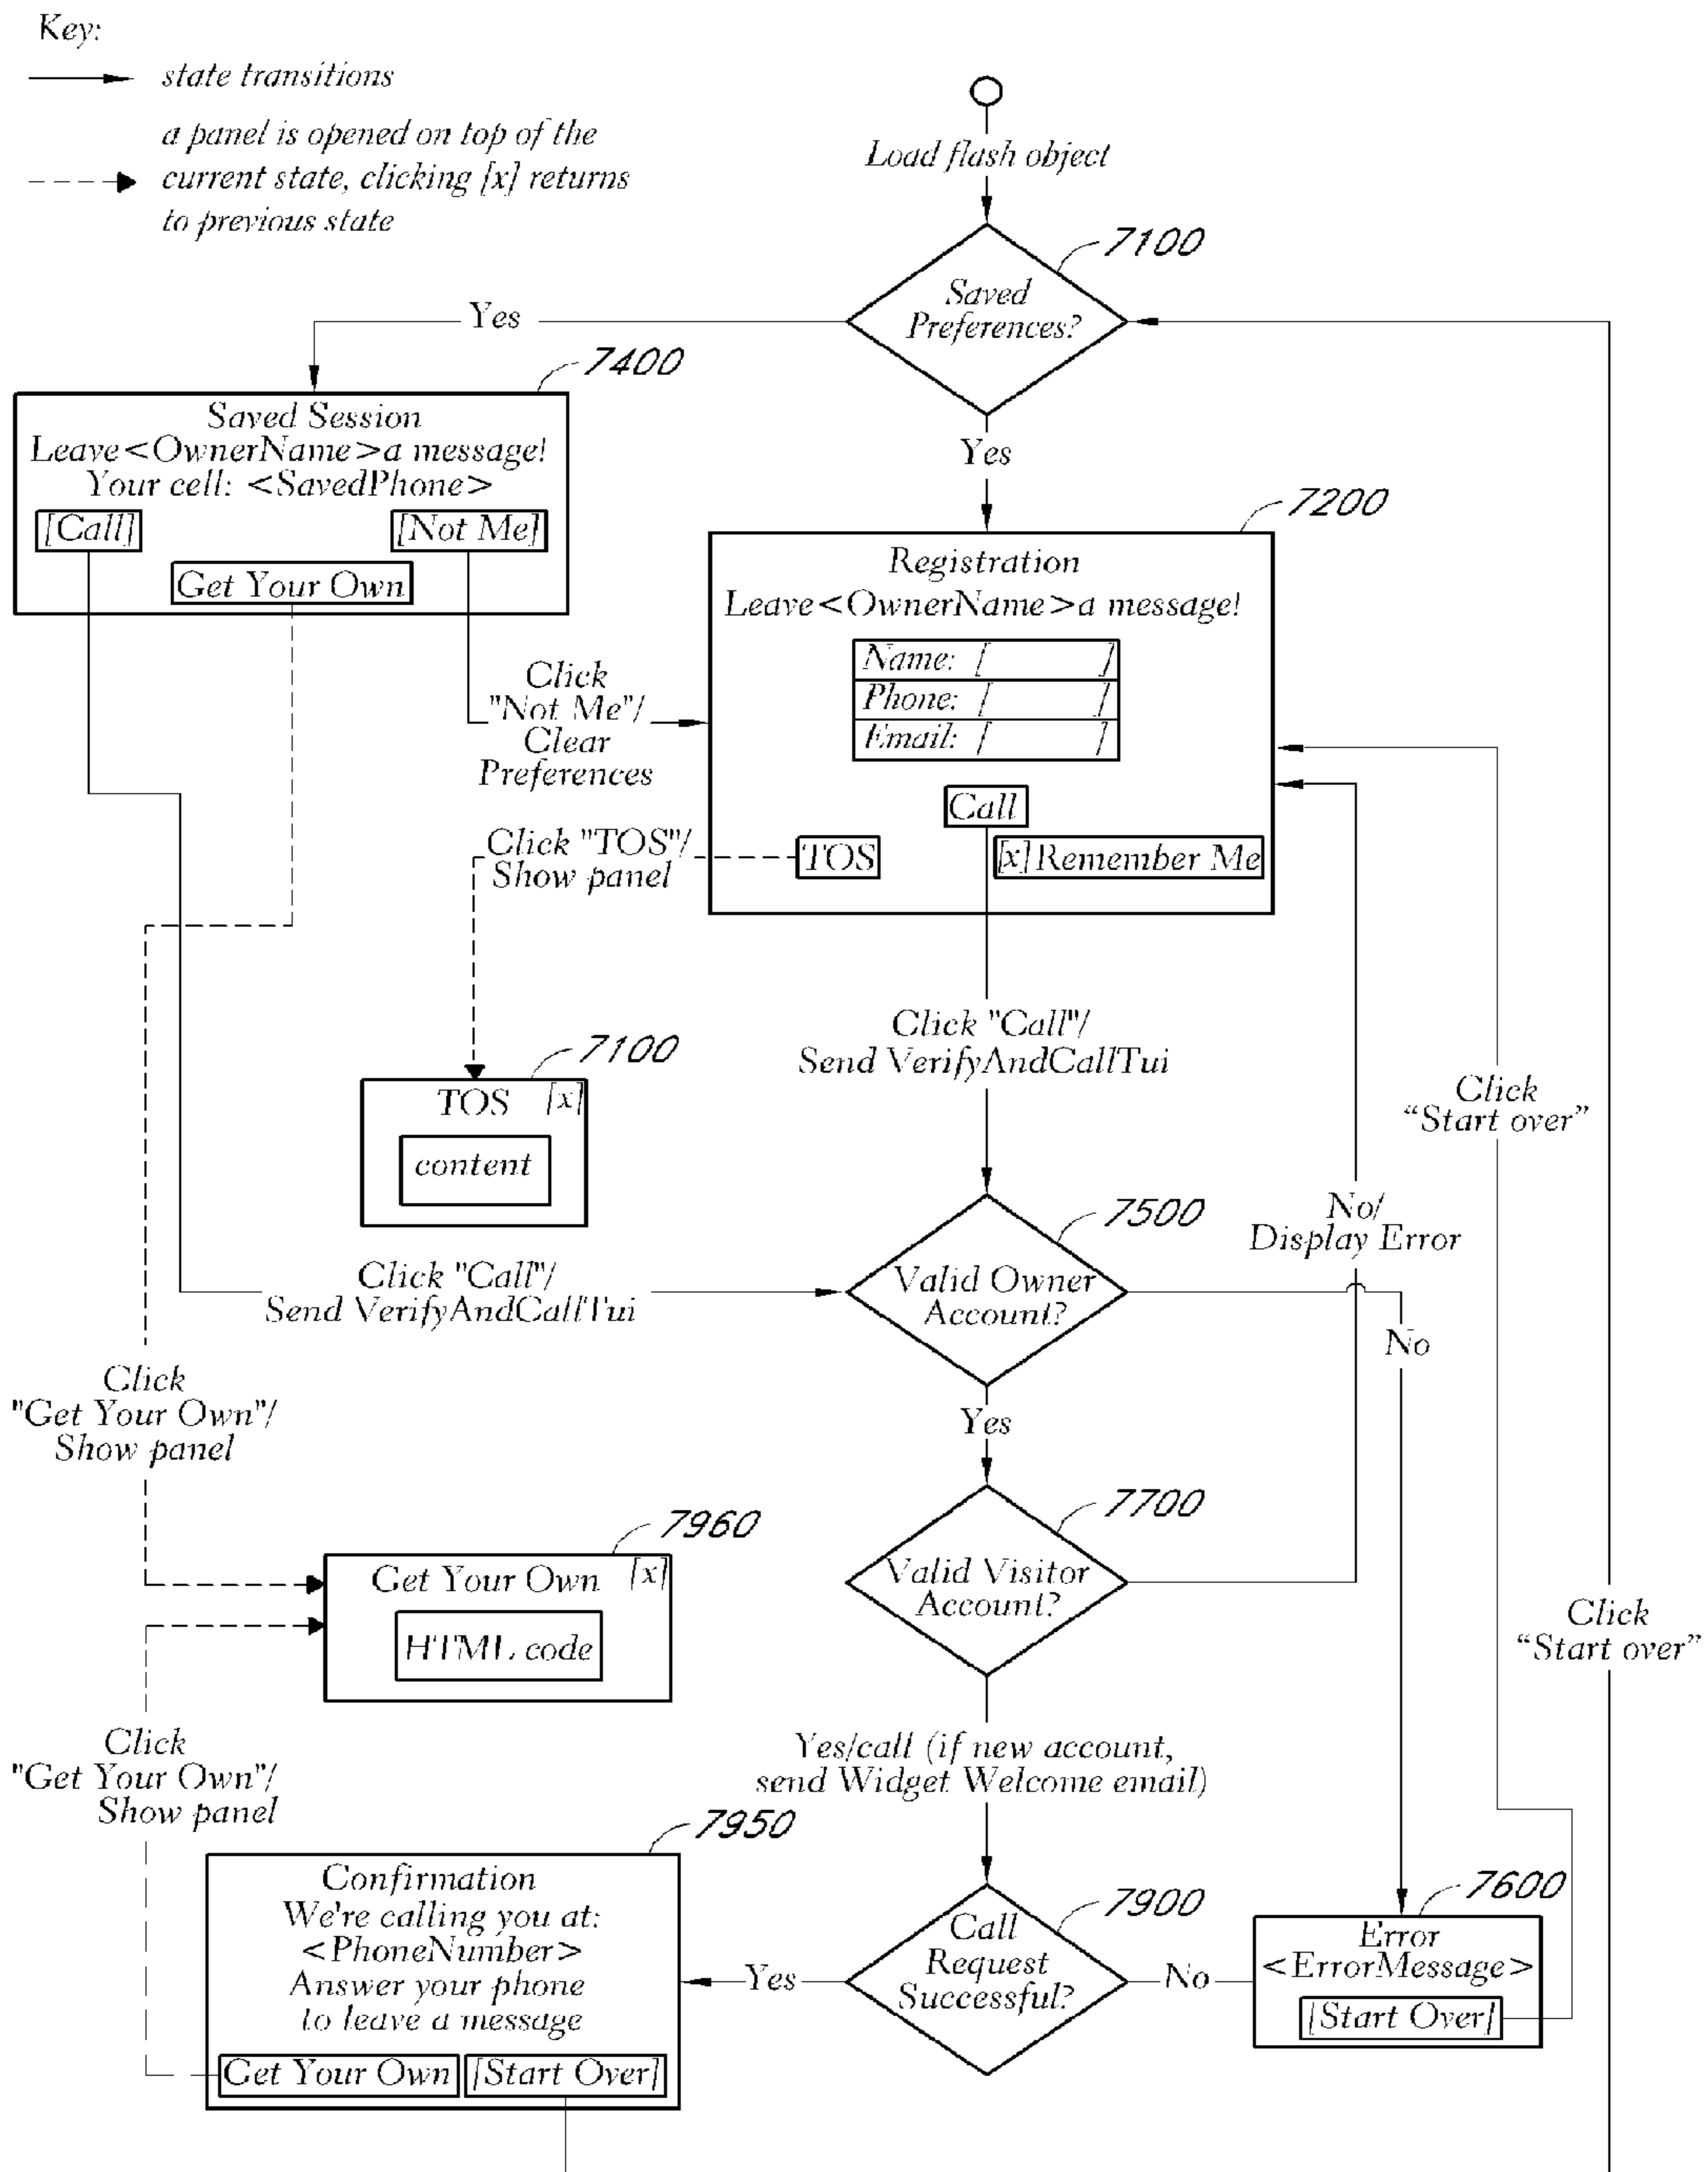 Key:
state transitions
a panel is opened on top of the
current state, clicking [x] returns
to previous state
Load flash object
7100
Saved
Preferences?
Yes
7400
Saved Session
Leave<OwnerName>a message!
Your cell: <SavedPhone>
[Call]
[Not Me]
Get Your Own
Yes
7200
Registration
Leave<OwnerName>a message!
Name: [ ]
Phone: [ ]
Email: [ ]
Call
TOS
[x] Remember Me
Click
"Not Me"/
Clear
Preferences
Click "TOS"/
Show panel
7100
TOS [x]
content
Click "Call"/
Send VerifyAndCallTui
Click
“Start over”
7500
Valid Owner
Account?
No/
Display Error
Click "Call"/
Send VerifyAndCallTui
No
Click
"Get Your Own"/
Show panel
Yes
7700
Valid Visitor
Account?
7960
Get Your Own [x]
HTML code
Click
“Start over”
Click
"Get Your Own"/
Show panel
Yes/call (if new account,
send Widget Welcome email)
7950
Confirmation
We're calling you at:
<PhoneNumber>
Answer your phone
to leave a message
Get Your Own
[Start Over]
Yes
7900
Call
Request
Successful?
No
7600
Error
<ErrorMessage>
[Start Over]